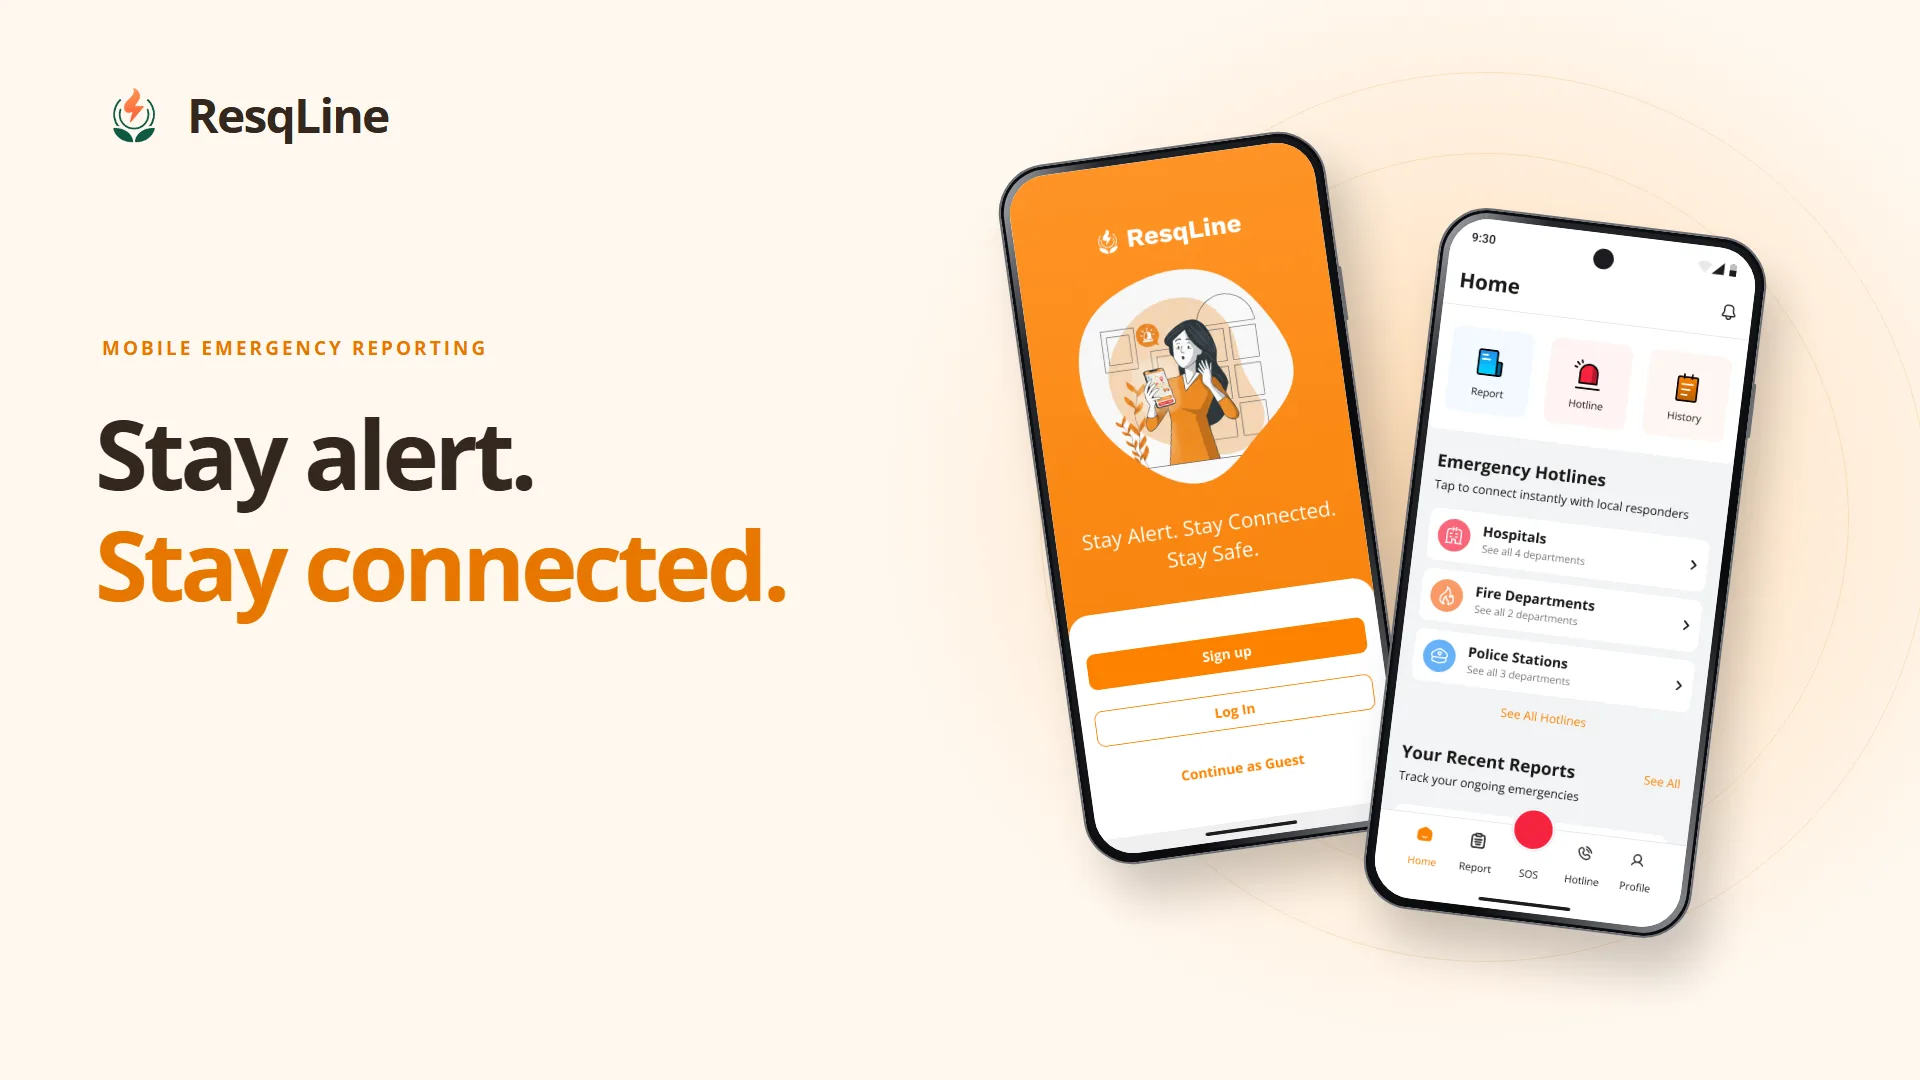 ResqLine
MOBILE EMERGENCY REPORTING
Stay alert.
Stay connected.
ResqLine
Stay Alert. Stay Connected.
Stay Safe.
Sign up
Log In
Continue as Guest
9:30
Home
Report
Hotline
History
Emergency Hotlines
Tap to connect instantly with local responders
Hospitals
See all 4 departments
Fire Departments
See all 2 departments
Police Stations
See all 3 departments
See All Hotlines
Your Recent Reports
See All
Track your ongoing emergencies
Home
Report
SOS
Hotline
Profile